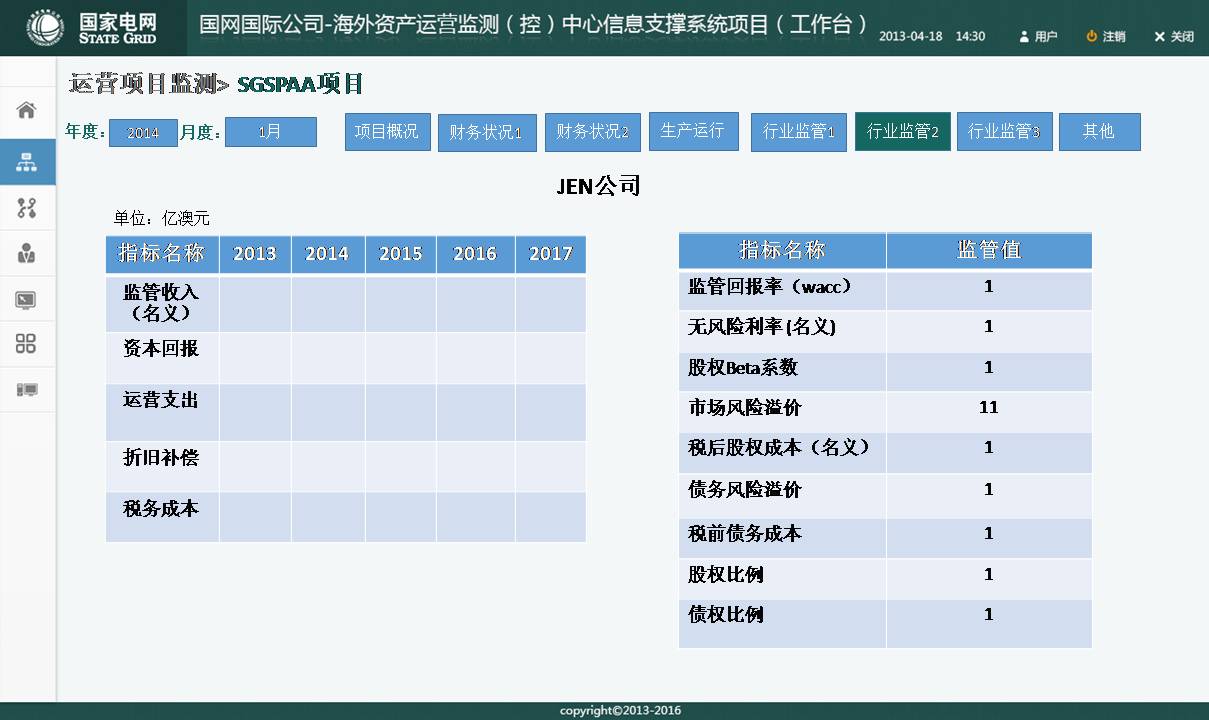 国家电网
STATE GRID
国网国际公司-海外资产运营监测（控）中心信息支撑系统项目（工作台）
2013-04-18 14:30
用户
注销
关闭
运营项目监测> SGSPAA项目
年度： 2014 月度： 1月
项目概况 财务状况1 财务状况2 生产运行 行业监管1 行业监管2 行业监管3 其他
JEN公司
单位：亿澳元
指标名称 2013 2014 2015 2016 2017
监管收入
（名义）
资本回报
运营支出
折旧补偿
税务成本
指标名称 监管值
监管回报率（wacc） 1
无风险利率(名义) 1
股权Beta系数 1
市场风险溢价 11
税后股权成本（名义） 1
债务风险溢价 1
税前债务成本 1
股权比例 1
债权比例 1
copyright©2013-2016